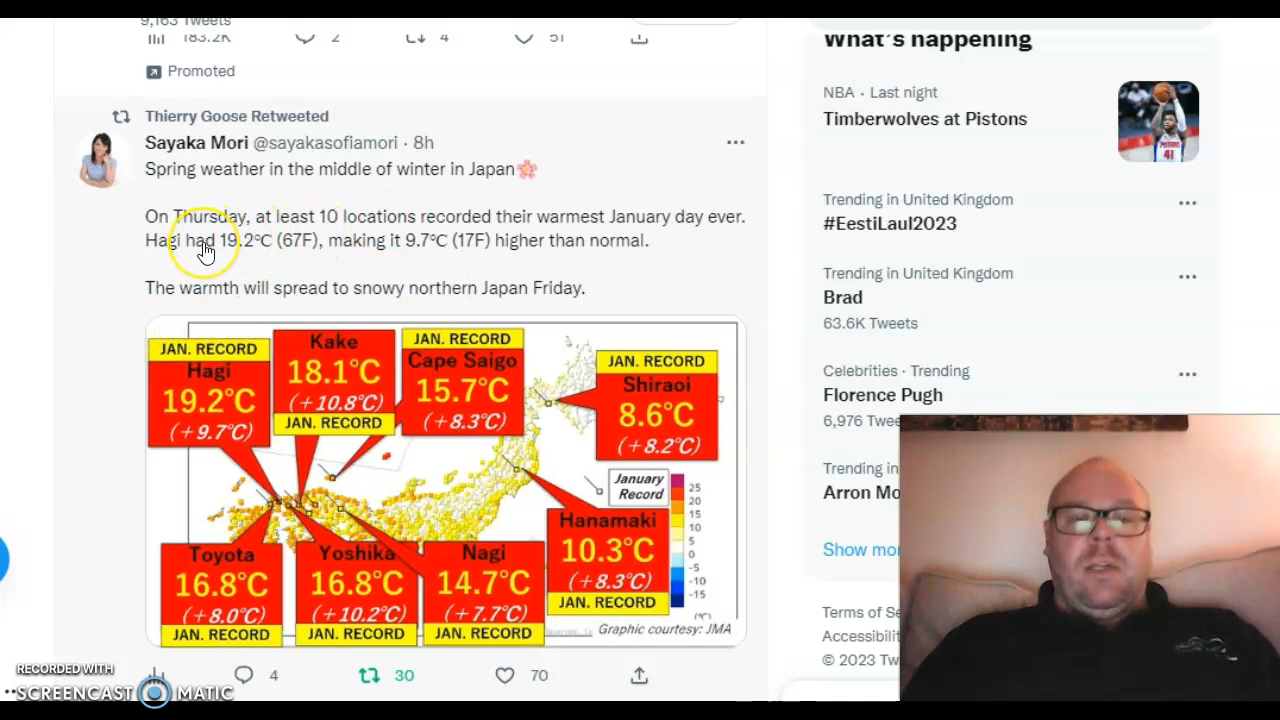 9,163 Tweets
183.2K 2 4 51
Promoted
Thierry Goose Retweeted
Sayaka Mori @sayakasofiamori · 8h
Spring weather in the middle of winter in Japan🌸
On Thursday, at least 10 locations recorded their warmest January day ever.
Hagi had 19.2℃ (67F), making it 9.7℃ (17F) higher than normal.
The warmth will spread to snowy northern Japan Friday.
JAN. RECORD
Hagi
19.2℃
(+9.7℃)
Kake
18.1℃
(+10.8℃)
JAN. RECORD
JAN. RECORD
Cape Saigo
15.7℃
(+8.3℃)
JAN. RECORD
Shiraoi
8.6℃
(+8.2℃)
January
Record
25
20
15
10
5
0
-5
-10
-15
(℃)
Toyota
16.8℃
(+8.0℃)
JAN. RECORD
Yoshika
16.8℃
(+10.2℃)
JAN. RECORD
Nagi
14.7℃
(+7.7℃)
JAN. RECORD
Hanamaki
10.3℃
(+8.3℃)
JAN. RECORD
Graphic courtesy: JMA
4 30 70
What's happening
NBA · Last night
Timberwolves at Pistons
PISTONS
41
Trending in United Kingdom
#EestiLaul2023
Trending in United Kingdom
Brad
63.6K Tweets
Celebrities · Trending
Florence Pugh
6,976 Twee
Trending in
Arron Mo
Show mor
Terms of Se
Accessibili
© 2023 Tw
RECORDED WITH
SCREENCAST MATIC